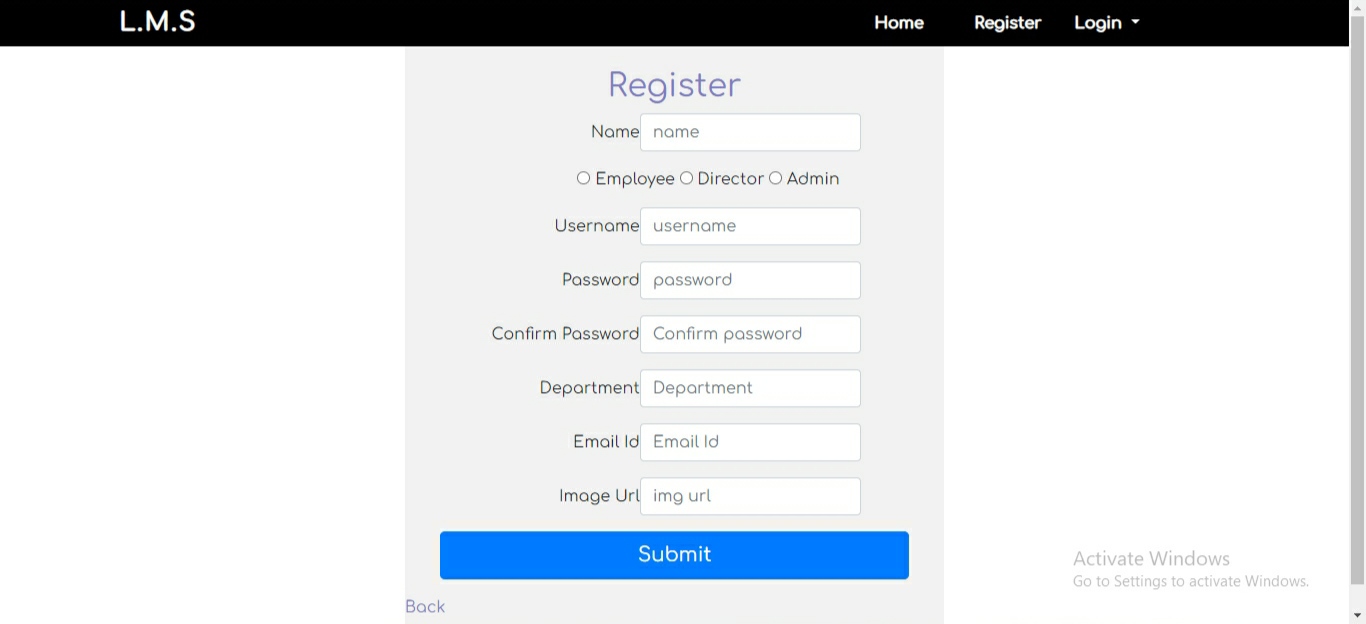 L.M.S Home Register Login
Register
Name name
Employee Director Admin
Username username
Password password
Confirm Password Confirm password
Department Department
Email Id Email Id
Image Url img url
Submit
Back
Activate Windows
Go to Settings to activate Windows.